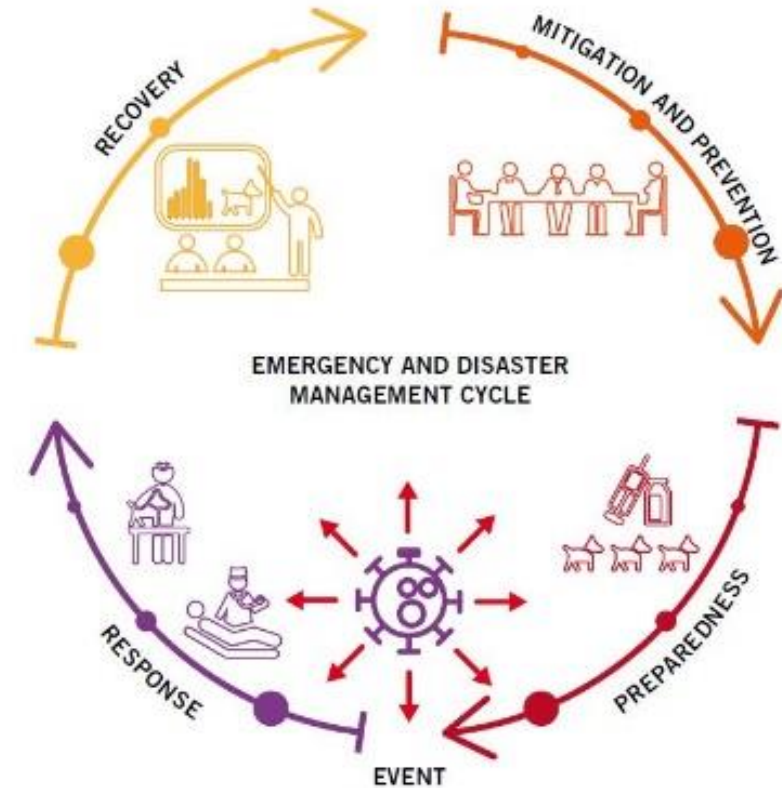 RECOVERY
MITIGATION AND PREVENTION
EMERGENCY AND DISASTER
MANAGEMENT CYCLE
RESPONSE
PREPAREDNESS
EVENT